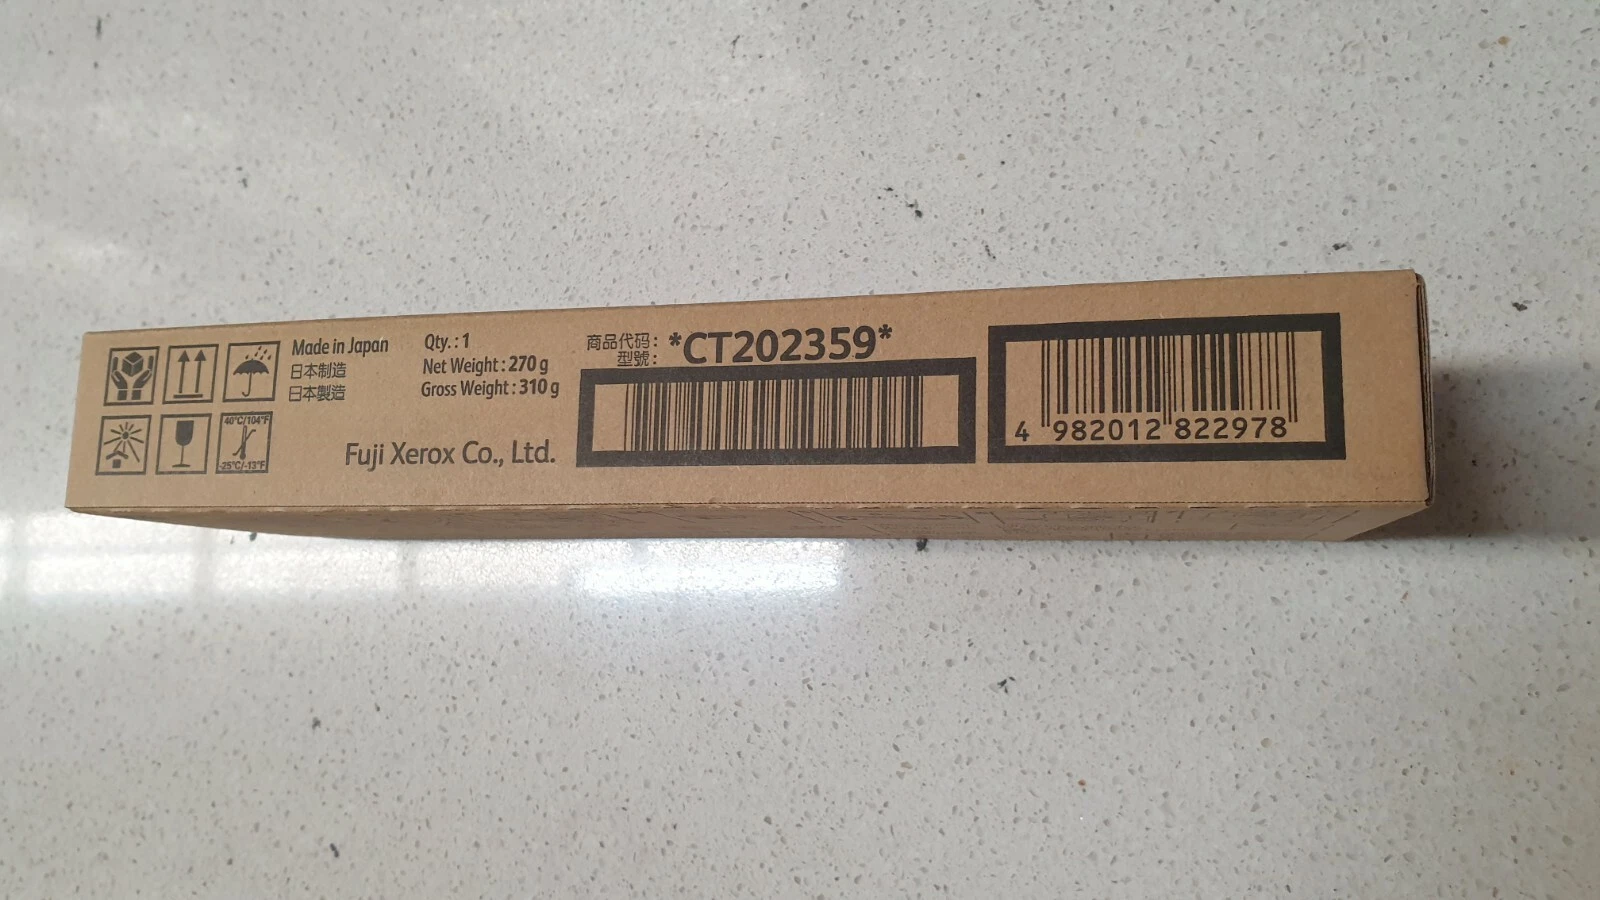 Made in Japan
日本制造
日本製造
Qty. : 1
Net Weight : 270 g
Gross Weight : 310 g
Fuji Xerox Co., Ltd.
40°C/104°F
-25°C/-13°F
商品代码：
型號：
*CT202359*
4 982012 822978